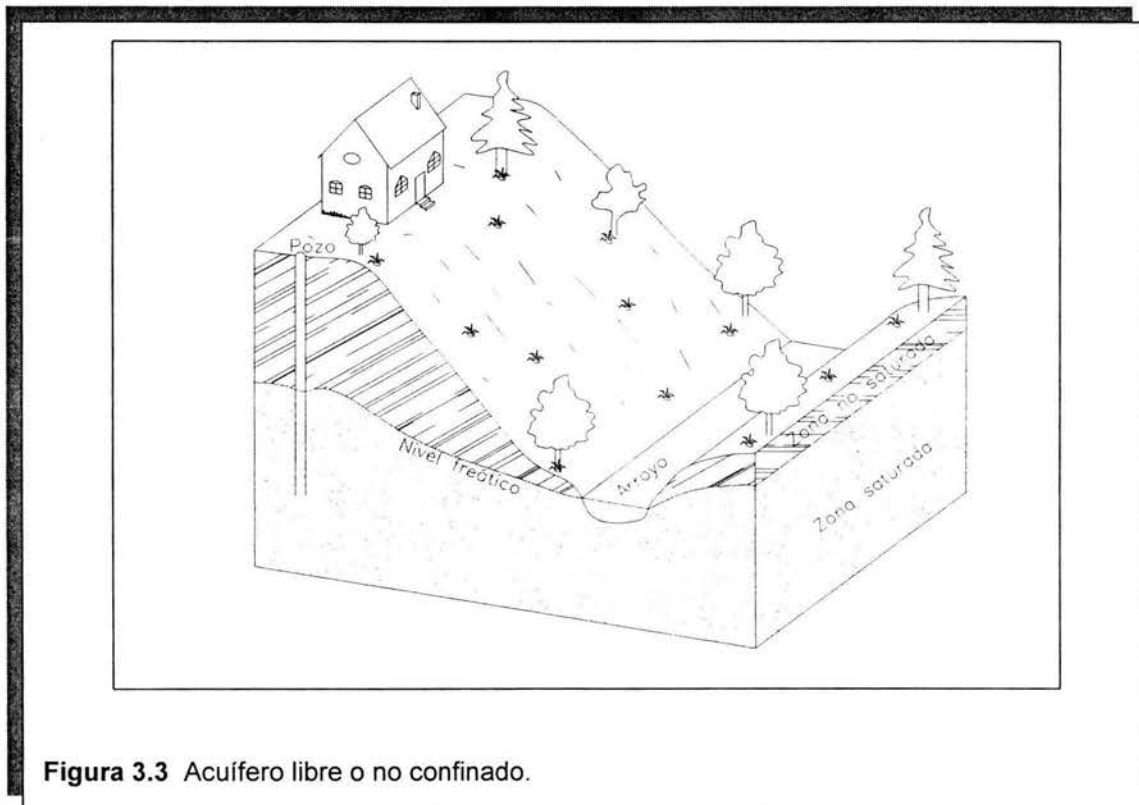 Pozo
Nivel freático
Arroyo
Zona no saturada
Zona saturada
Figura 3.3 Acuífero libre o no confinado.